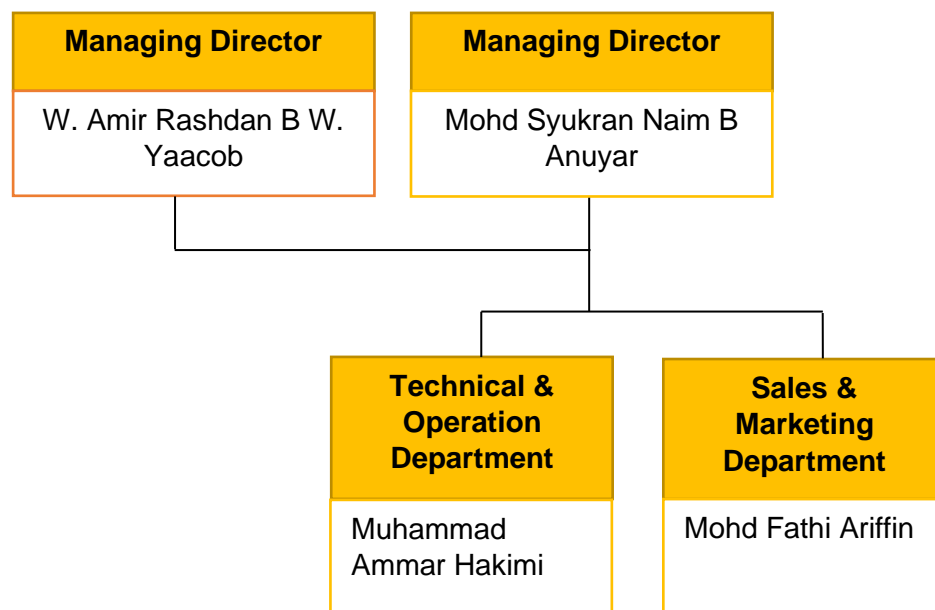 Managing Director
W. Amir Rashdan B W.
Yaacob
Managing Director
Mohd Syukran Naim B
Anuyar
Technical &
Operation
Department
Muhammad
Ammar Hakimi
Sales &
Marketing
Department
Mohd Fathi Ariffin